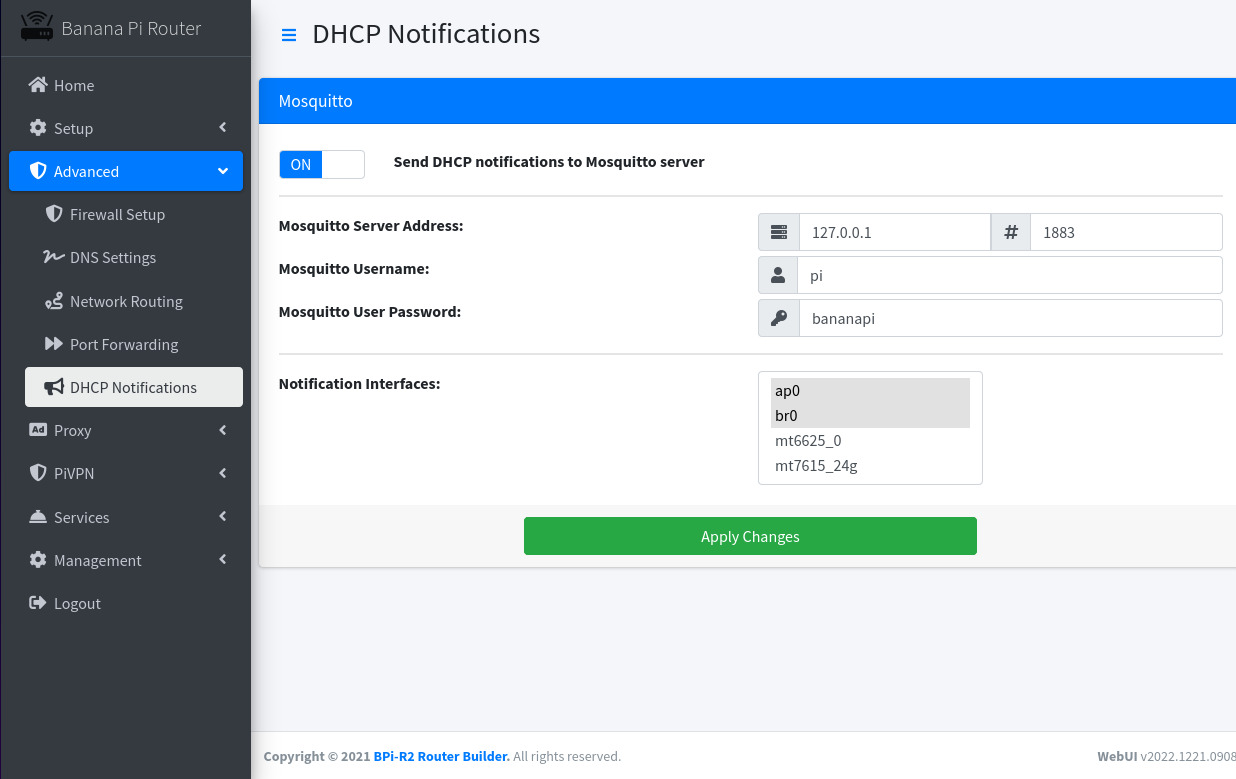 Banana Pi Router
Home
Setup
Advanced
Firewall Setup
DNS Settings
Network Routing
Port Forwarding
DHCP Notifications
Ad Proxy
PiVPN
Services
Management
Logout
DHCP Notifications
Mosquitto
ON Send DHCP notifications to Mosquitto server
Mosquitto Server Address: 127.0.0.1 # 1883
Mosquitto Username: pi
Mosquitto User Password: bananapi
Notification Interfaces: ap0
br0
mt6625_0
mt7615_24g
Apply Changes
Copyright © 2021 BPi-R2 Router Builder. All rights reserved. WebUI v2022.1221.0908